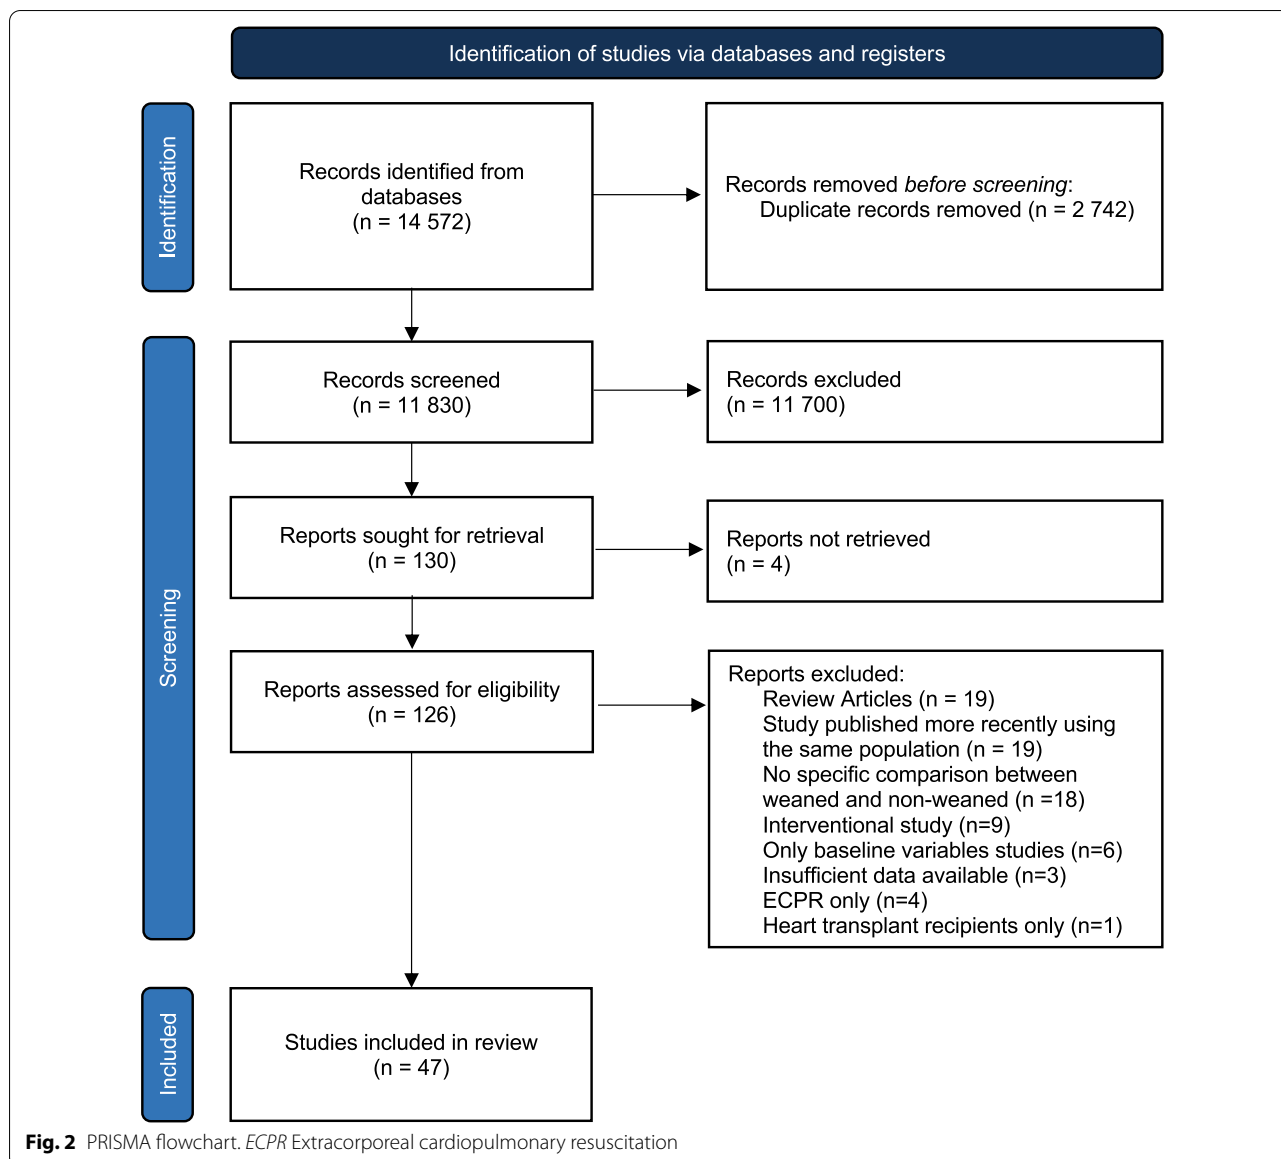 Identification of studies via databases and registers
Identification
Records identified from
databases
(n = 14 572)
Records removed before screening:
Duplicate records removed (n = 2 742)
Screening
Records screened
(n = 11 830)
Records excluded
(n = 11 700)
Reports sought for retrieval
(n = 130)
Reports not retrieved
(n = 4)
Reports assessed for eligibility
(n = 126)
Reports excluded:
Review Articles (n = 19)
Study published more recently using
the same population (n = 19)
No specific comparison between
weaned and non-weaned (n =18)
Interventional study (n=9)
Only baseline variables studies (n=6)
Insufficient data available (n=3)
ECPR only (n=4)
Heart transplant recipients only (n=1)
Included
Studies included in review
(n = 47)
Fig. 2 PRISMA flowchart. ECPR Extracorporeal cardiopulmonary resuscitation